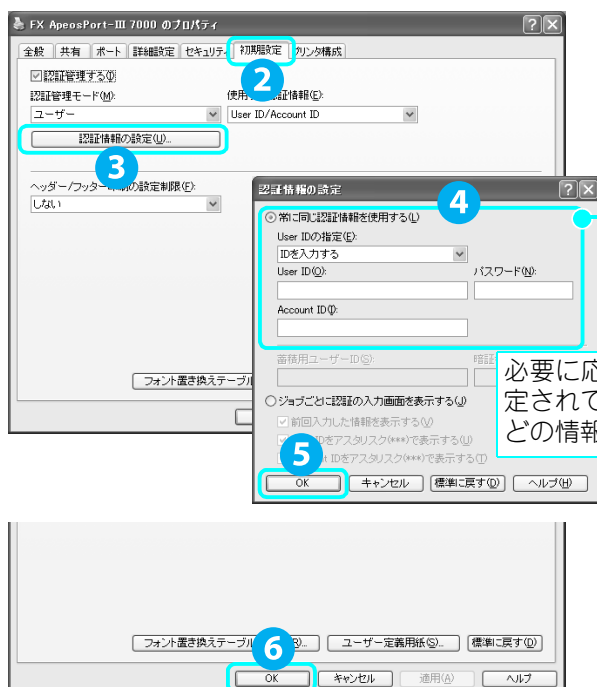 FX ApeosPort-III 7000 のプロパティ
全般 共有 ポート 詳細設定 セキュリティ 初期設定 プリンタ構成
2
認証管理する(I)
認証管理モード(M):
認証情報(E):
ユーザー
User ID/Account ID
認証情報の設定(U)...
3
ヘッダー/フッター の設定制限(F):
しない
認証情報の設定
4
常に同じ認証情報を使用する(L)
User IDの指定(E):
IDを入力する
User ID(O):
パスワード(N):
Account ID(I):
蓄積用ユーザーID(S):
暗証
必要に応
定されて
どの情報
ジョブごとに認証の入力画面を表示する(J)
前回入力した情報を表示する(V)
IDをアスタリスク(***)で表示する(U)
IDをアスタリスク(***)で表示する(T)
5
OK キャンセル 標準に戻す(D) ヘルプ(H)
フォント置き換えテーブル
フォント置き換えテーブル
6
ユーザー定義用紙(S)...
標準に戻す(D)
OK キャンセル 適用(A) ヘルプ